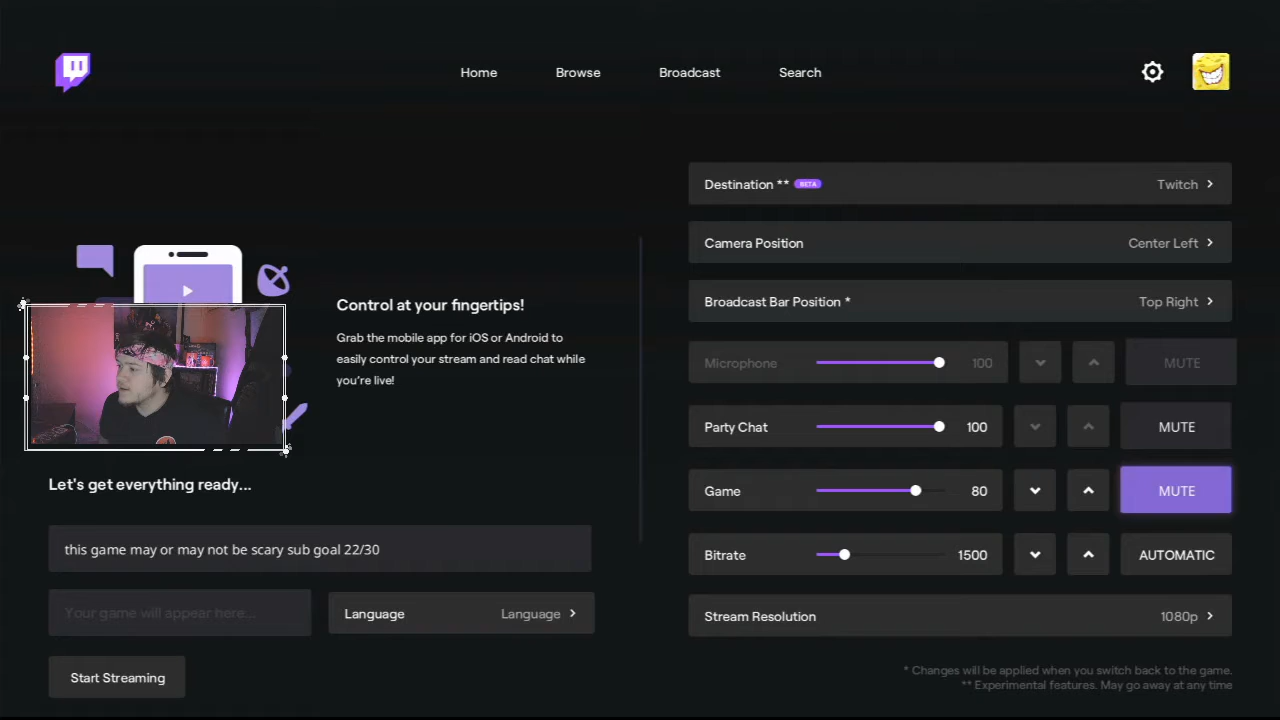 Home
Browse
Broadcast
Search
Destination ** BETA
Twitch
Camera Position
Center Left
Broadcast Bar Position *
Top Right
Microphone
100
MUTE
Party Chat
100
MUTE
Game
80
MUTE
Bitrate
1500
AUTOMATIC
Stream Resolution
1080p
* Changes will be applied when you switch back to the game.
** Experimental features. May go away at any time
Control at your fingertips!
Grab the mobile app for iOS or Android to
easily control your stream and read chat while
you're live!
Let's get everything ready...
this game may or may not be scary sub goal 22/30
Your game will appear here...
Language
Language
Start Streaming